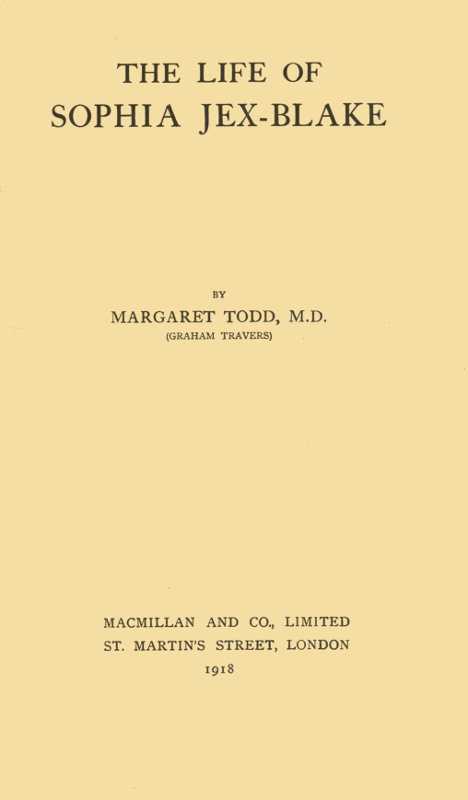 THE LIFE OF
SOPHIA JEX-BLAKE
BY
MARGARET TODD, M.D.
(GRAHAM TRAVERS)
MACMILLAN AND CO., LIMITED
ST. MARTIN'S STREET, LONDON
1918